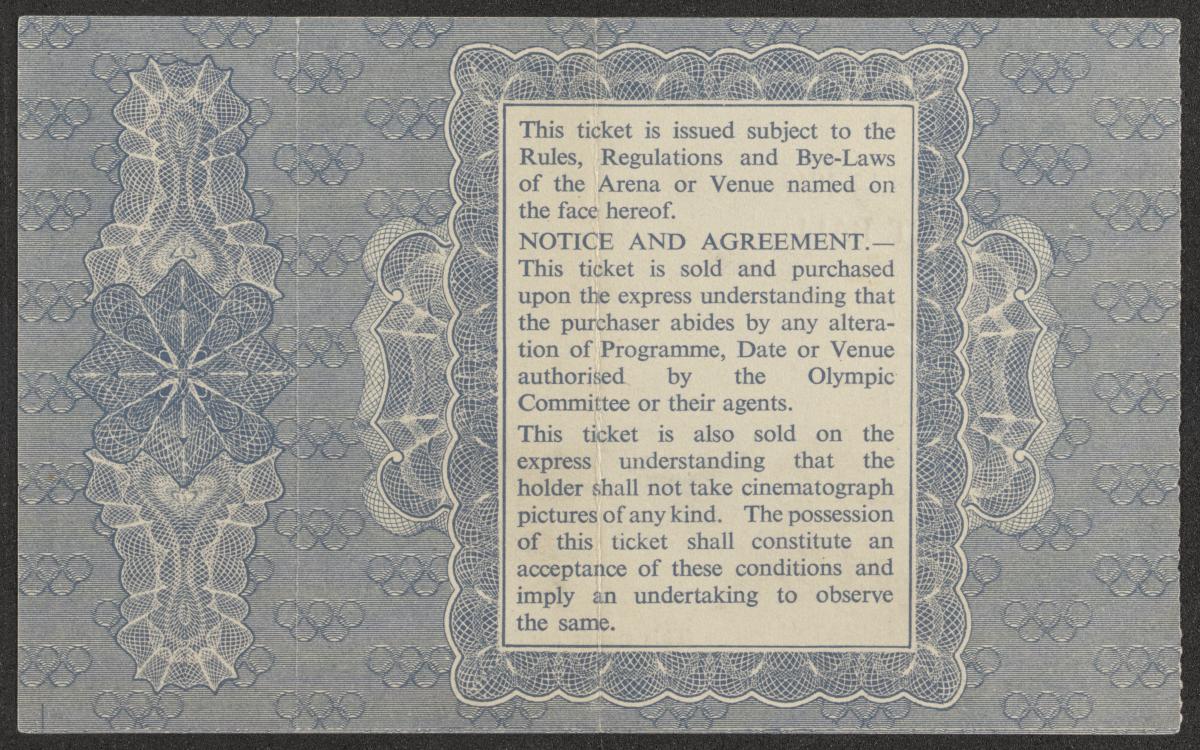 This ticket is issued subject to the
Rules, Regulations and Bye-Laws
of the Arena or Venue named on
the face hereof.
NOTICE AND AGREEMENT.—
This ticket is sold and purchased
upon the express understanding that
the purchaser abides by any altera-
tion of Programme, Date or Venue
authorised by the Olympic
Committee or their agents.
This ticket is also sold on the
express understanding that the
holder shall not take cinematograph
pictures of any kind. The possession
of this ticket shall constitute an
acceptance of these conditions and
imply an undertaking to observe
the same.